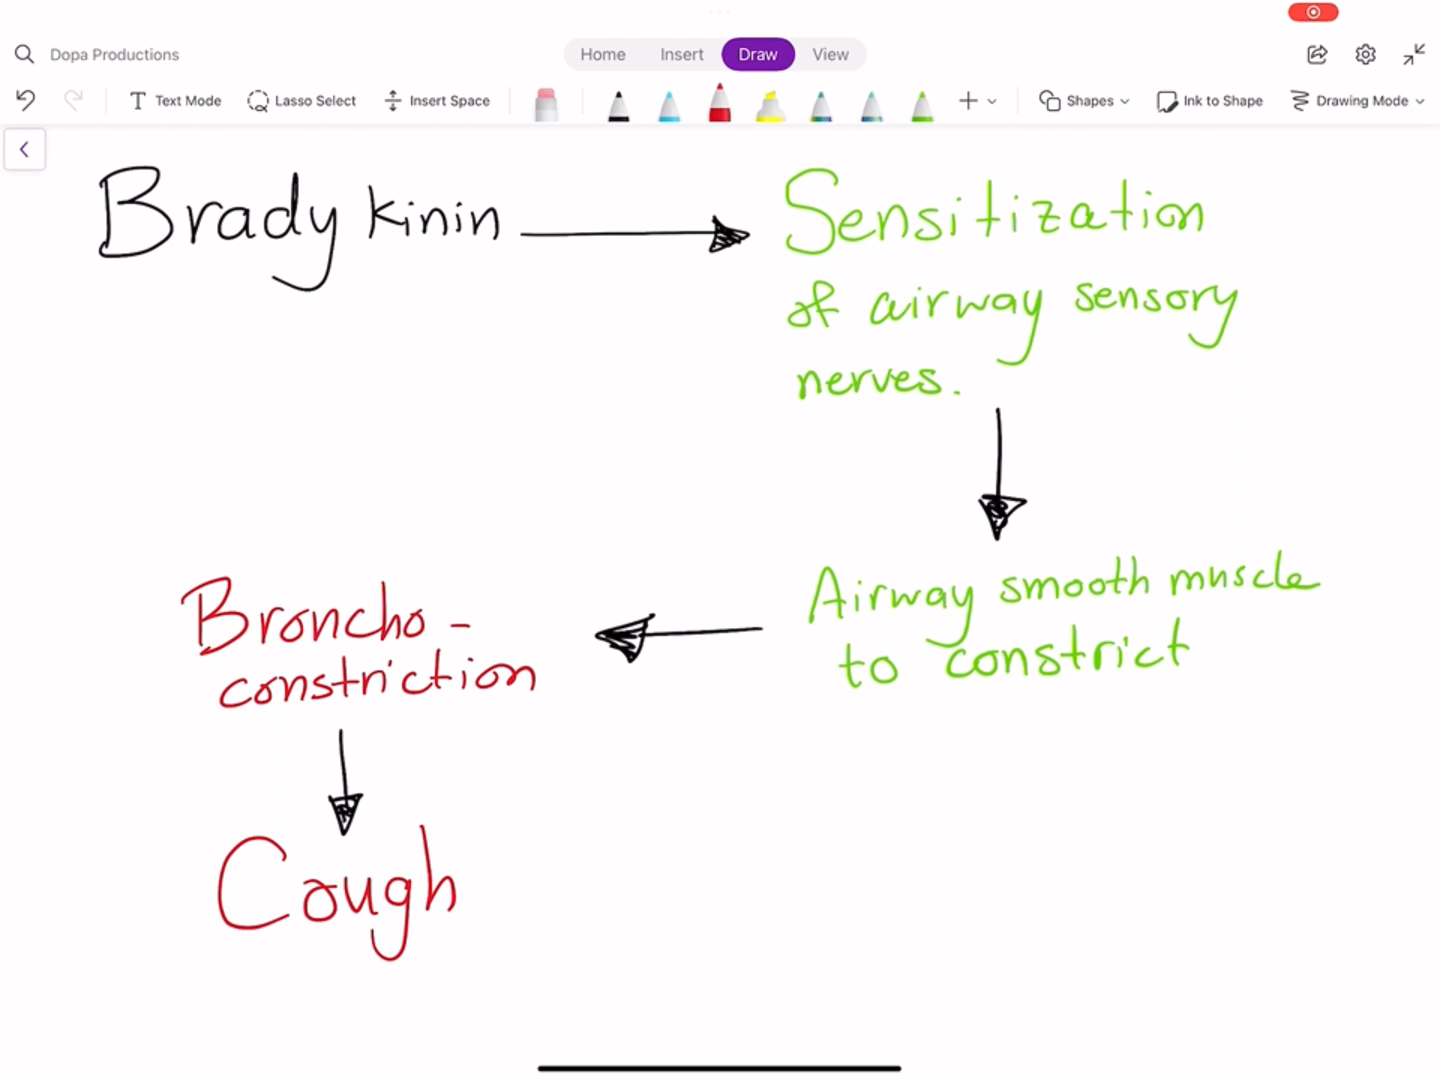 Dopa Productions
Home Insert Draw View
Text Mode Lasso Select Insert Space Shapes Ink to Shape Drawing Mode
Brady kinin
Sensitization
of airway sensory
nerves.
Airway smooth muscle
to constrict
Broncho-
constriction
Cough